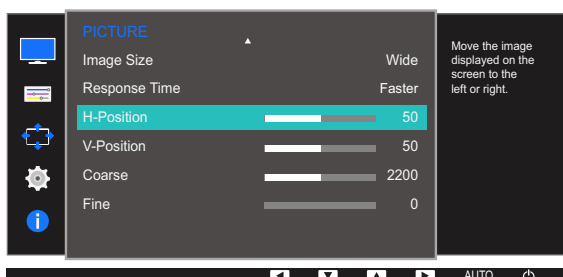 PICTURE
Image Size Wide
Response Time Faster
H-Position 50
V-Position 50
Coarse 2200
Fine 0
Move the image
displayed on the
screen to the
left or right.
AUTO